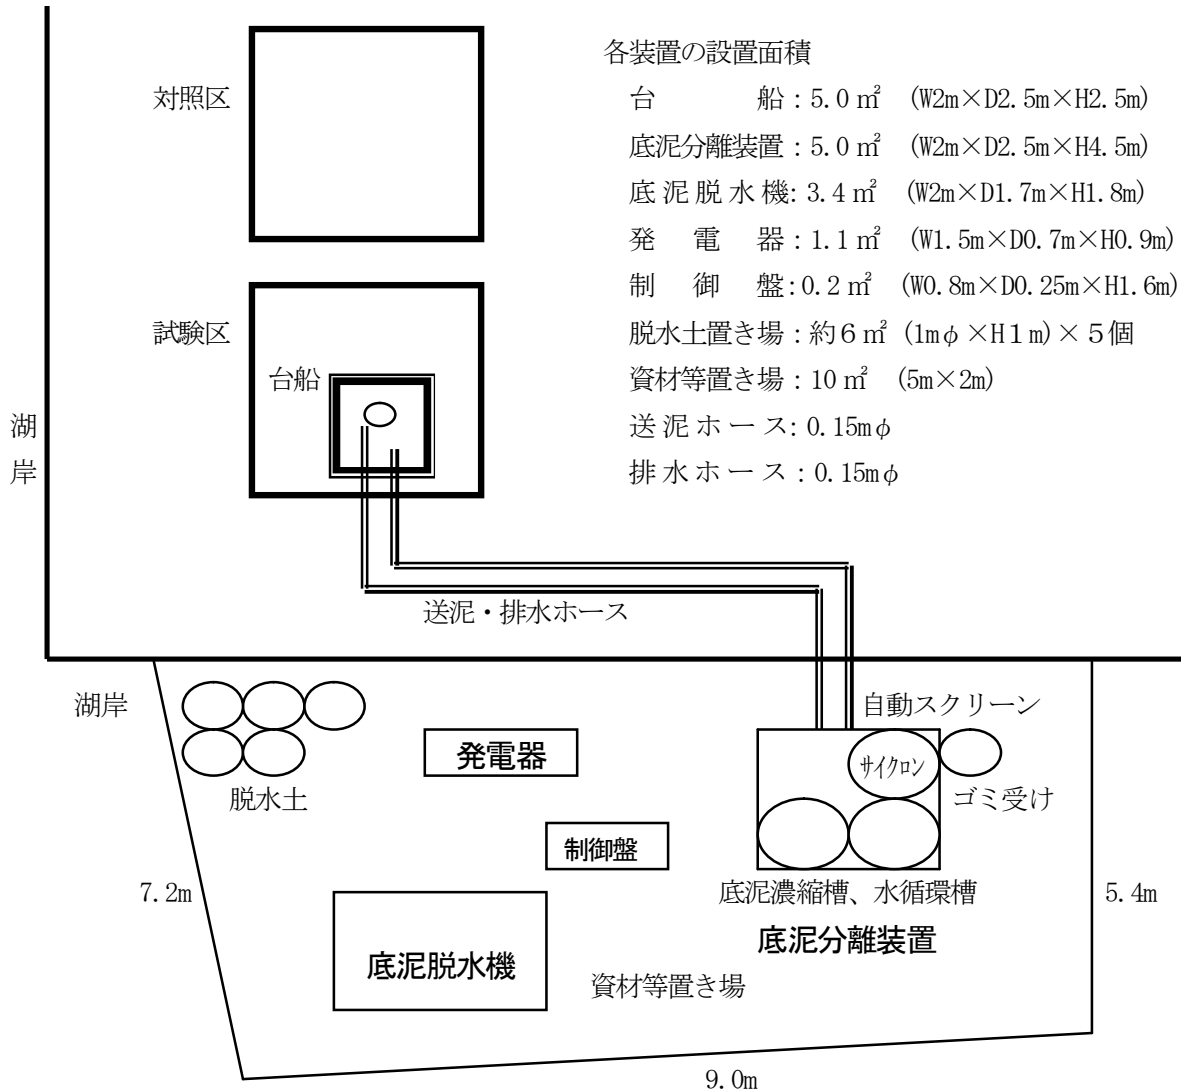 各装置の設置面積
台　　　船：5.0㎡　(W2m×D2.5m×H2.5m)
底泥分離装置：5.0㎡　(W2m×D2.5m×H4.5m)
底泥脱水機：3.4㎡　(W2m×D1.7m×H1.8m)
発　電　器：1.1㎡　(W1.5m×D0.7m×H0.9m)
制　御　盤：0.2㎡　(W0.8m×D0.25m×H1.6m)
脱水土置き場：約6㎡　(1mφ×H1m)×5個
資材等置き場：10㎡　(5m×2m)
送泥ホース：0.15mφ
排水ホース：0.15mφ
対照区
試験区
台船
湖岸
送泥・排水ホース
湖岸
自動スクリーン
発電器
サイクロン
脱水土
ゴミ受け
制御盤
7.2m
底泥濃縮槽、水循環槽
5.4m
底泥分離装置
底泥脱水機
資材等置き場
9.0m